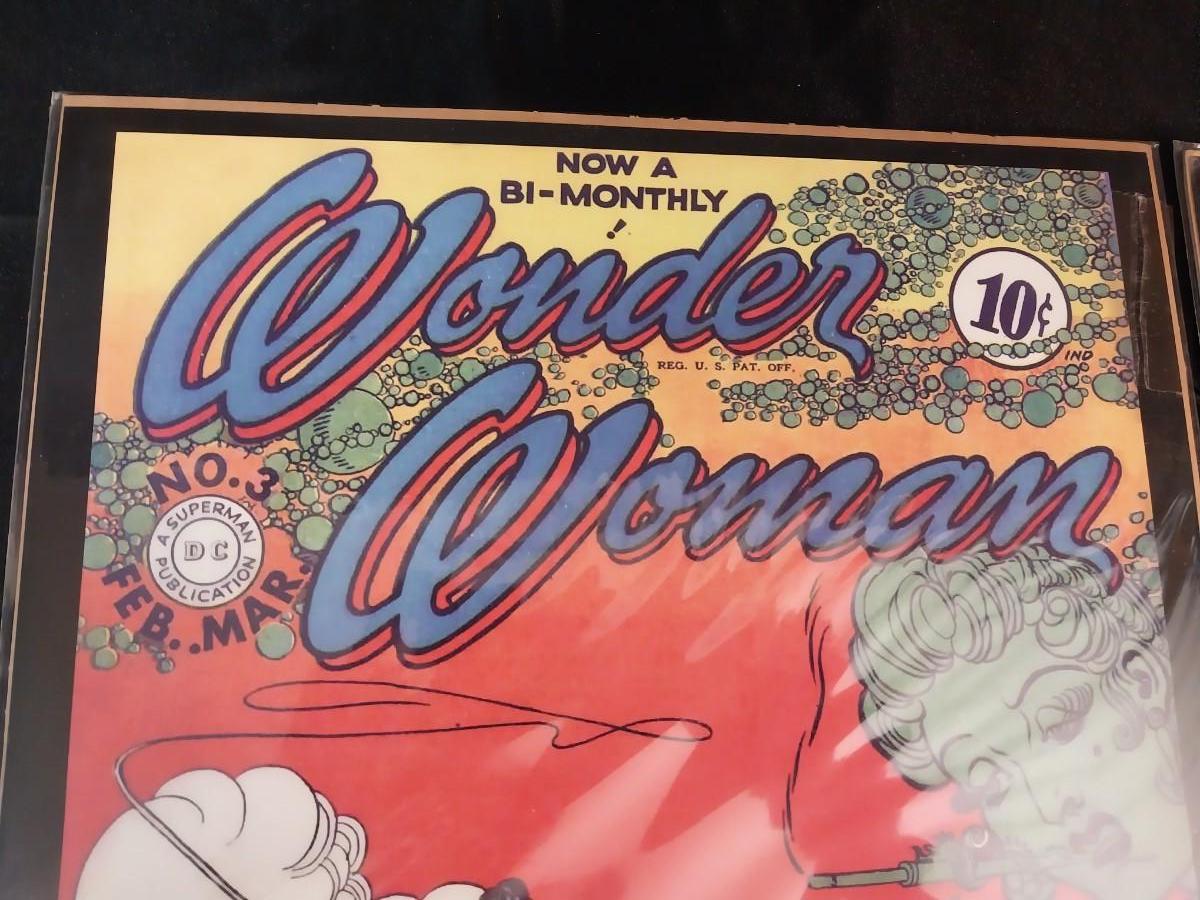 NOW A
BI-MONTHLY
!
Wonder
Woman
10¢
IND
REG. U. S. PAT. OFF.
NO. 3
A SUPERMAN
DC
PUBLICATION
FEB..MAR.